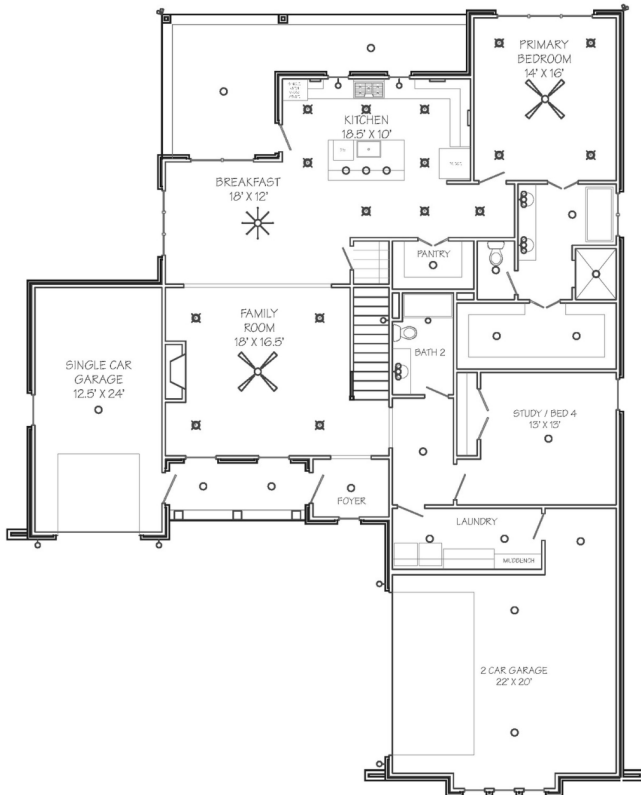 PRIMARY
BEDROOM
14' X 16'
KITCHEN
18.5' X 10'
BREAKFAST
18' X 12'
PANTRY
FAMILY
ROOM
18' X 16.5'
BATH 2
SINGLE CAR
GARAGE
12.5' X 24'
STUDY / BED 4
13' X 13'
FOYER
LAUNDRY
MUDBENCH
2 CAR GARAGE
22' X 20'